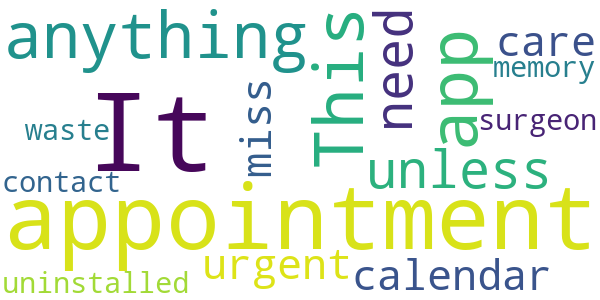 anything
This
need
app
care
memory
It
miss
surgeon
waste
unless
contact
appointment
urgent
calendar
uninstalled